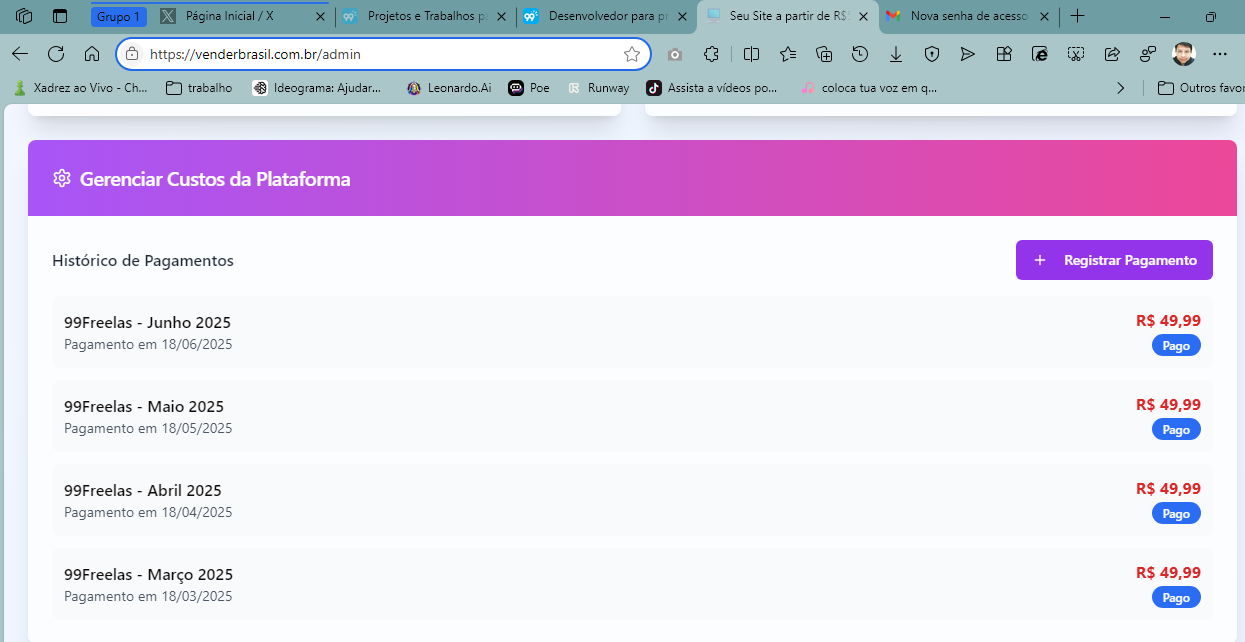 Grupo 1
Página Inicial / X
Projetos e Trabalhos p
Desenvolvedor para pr
Seu Site a partir de R$
Nova senha de acesso
https://venderbrasil.com.br/admin
Xadrez ao Vivo - Ch...
trabalho
Ideograma: Ajudar...
Leonardo.Ai
Poe
Runway
Assista a vídeos po...
coloca tua voz em q...
Outros favor
Gerenciar Custos da Plataforma
Histórico de Pagamentos
+ Registrar Pagamento
99Freelas - Junho 2025
R$ 49,99
Pagamento em 18/06/2025
Pago
99Freelas - Maio 2025
R$ 49,99
Pagamento em 18/05/2025
Pago
99Freelas - Abril 2025
R$ 49,99
Pagamento em 18/04/2025
Pago
99Freelas - Março 2025
R$ 49,99
Pagamento em 18/03/2025
Pago